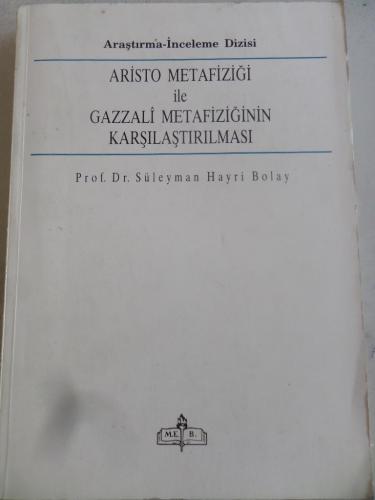 Araştırma-İnceleme Dizisi
ARİSTO METAFİZİĞİ
ile
GAZZALÎ METAFİZİĞİNİN
KARŞILAŞTIRILMASI
Prof. Dr. Süleyman Hayri Bolay
M.E. B.